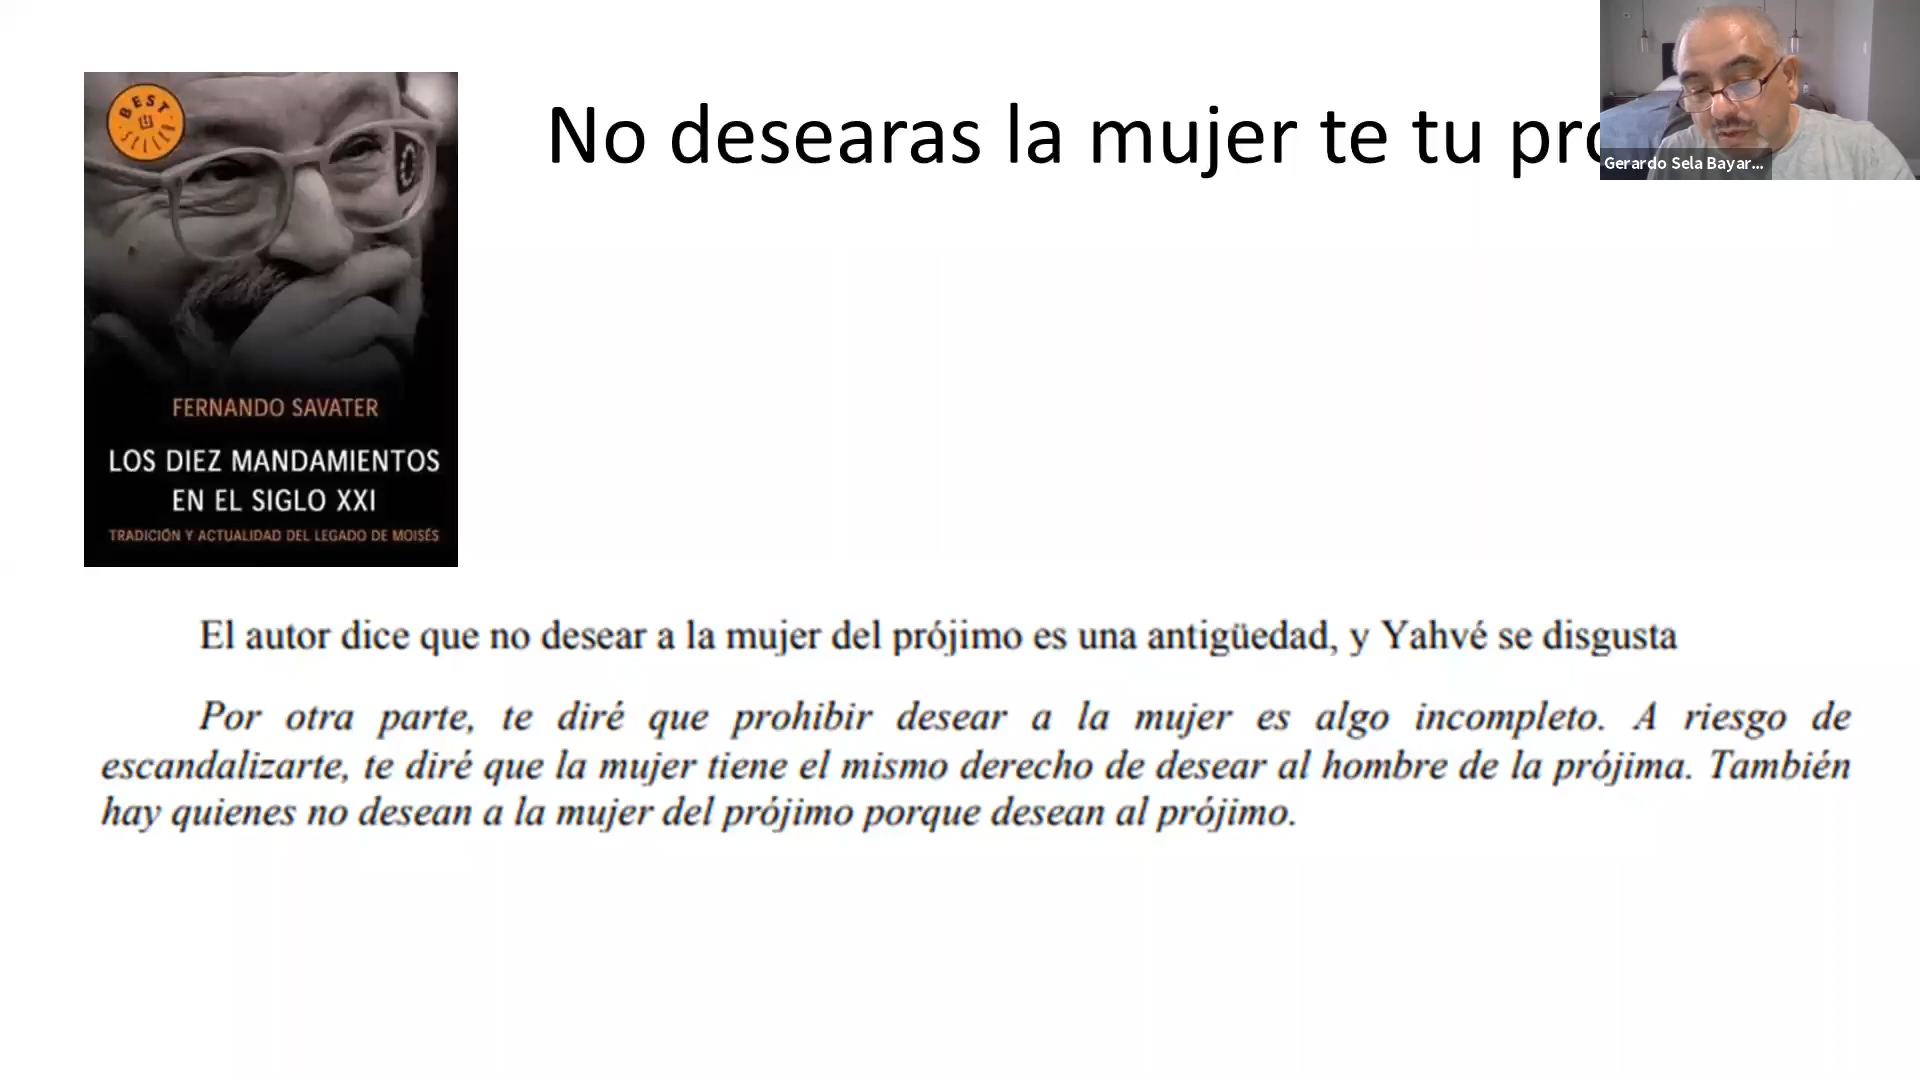 BEST
SELLER
FERNANDO SAVATER
LOS DIEZ MANDAMIENTOS
EN EL SIGLO XXI
TRADICIÓN Y ACTUALIDAD DEL LEGADO DE MOISÉS
No desearas la mujer te tu
Gerardo Sela Bayar...
El autor dice que no desear a la mujer del prójimo es una antigüedad, y Yahvé se disgusta
Por otra parte, te diré que prohibir desear a la mujer es algo incompleto. A riesgo de
escandalizarte, te diré que la mujer tiene el mismo derecho de desear al hombre de la prójima. También
hay quienes no desean a la mujer del prójimo porque desean al prójimo.